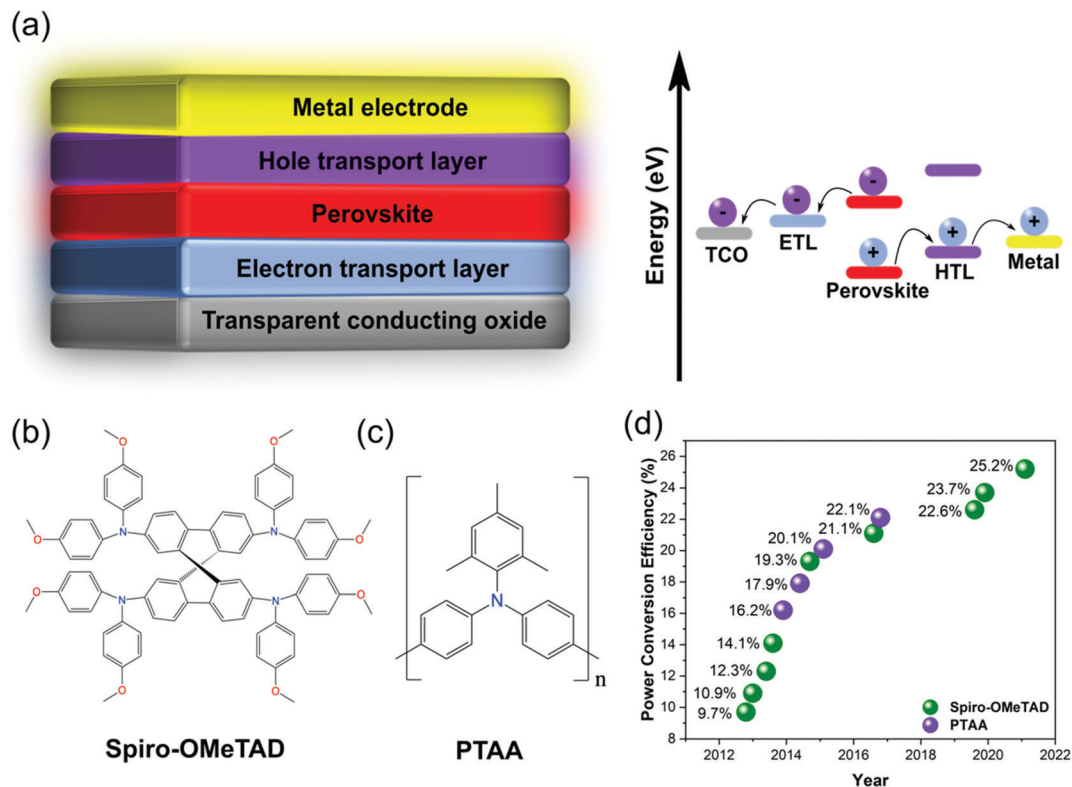 (a)
Metal electrode
Hole transport layer
Perovskite
Electron transport layer
Transparent conducting oxide
Energy (eV)
-
-
-
TCO
ETL
+
+
+
Perovskite
HTL
Metal
(b)
O
O
O
O
N
N
O
O
N
N
O
O
Spiro-OMeTAD
(c)
N
n
PTAA
(d)
Power Conversion Efficiency (%)
26
24
22
20
18
16
14
12
10
8
25.2%
23.7%
22.6%
22.1%
21.1%
20.1%
19.3%
17.9%
16.2%
14.1%
12.3%
10.9%
9.7%
Spiro-OMeTAD
PTAA
2012
2014
2016
2018
2020
2022
Year